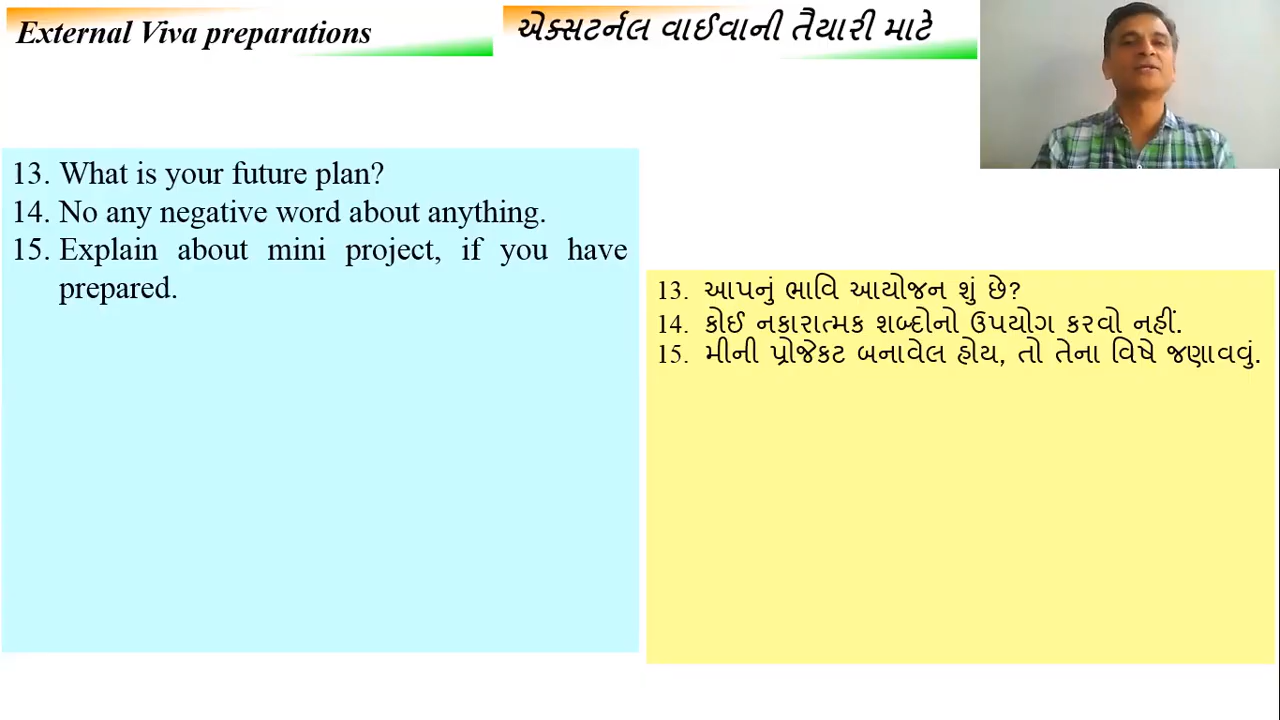 External Viva preparations
એક્સટર્નલ વાઈવાની તૈયારી માટે
13. What is your future plan?
14. No any negative word about anything.
15. Explain about mini project, if you have
prepared.
13. આપનું ભાવિ આયોજન શું છે?
14. કોઈ નકારાત્મક શબ્દોનો ઉપયોગ કરવો નહીં.
15. મીની પ્રોજેકટ બનાવેલ હોય, તો તેના વિષે જણાવવું.